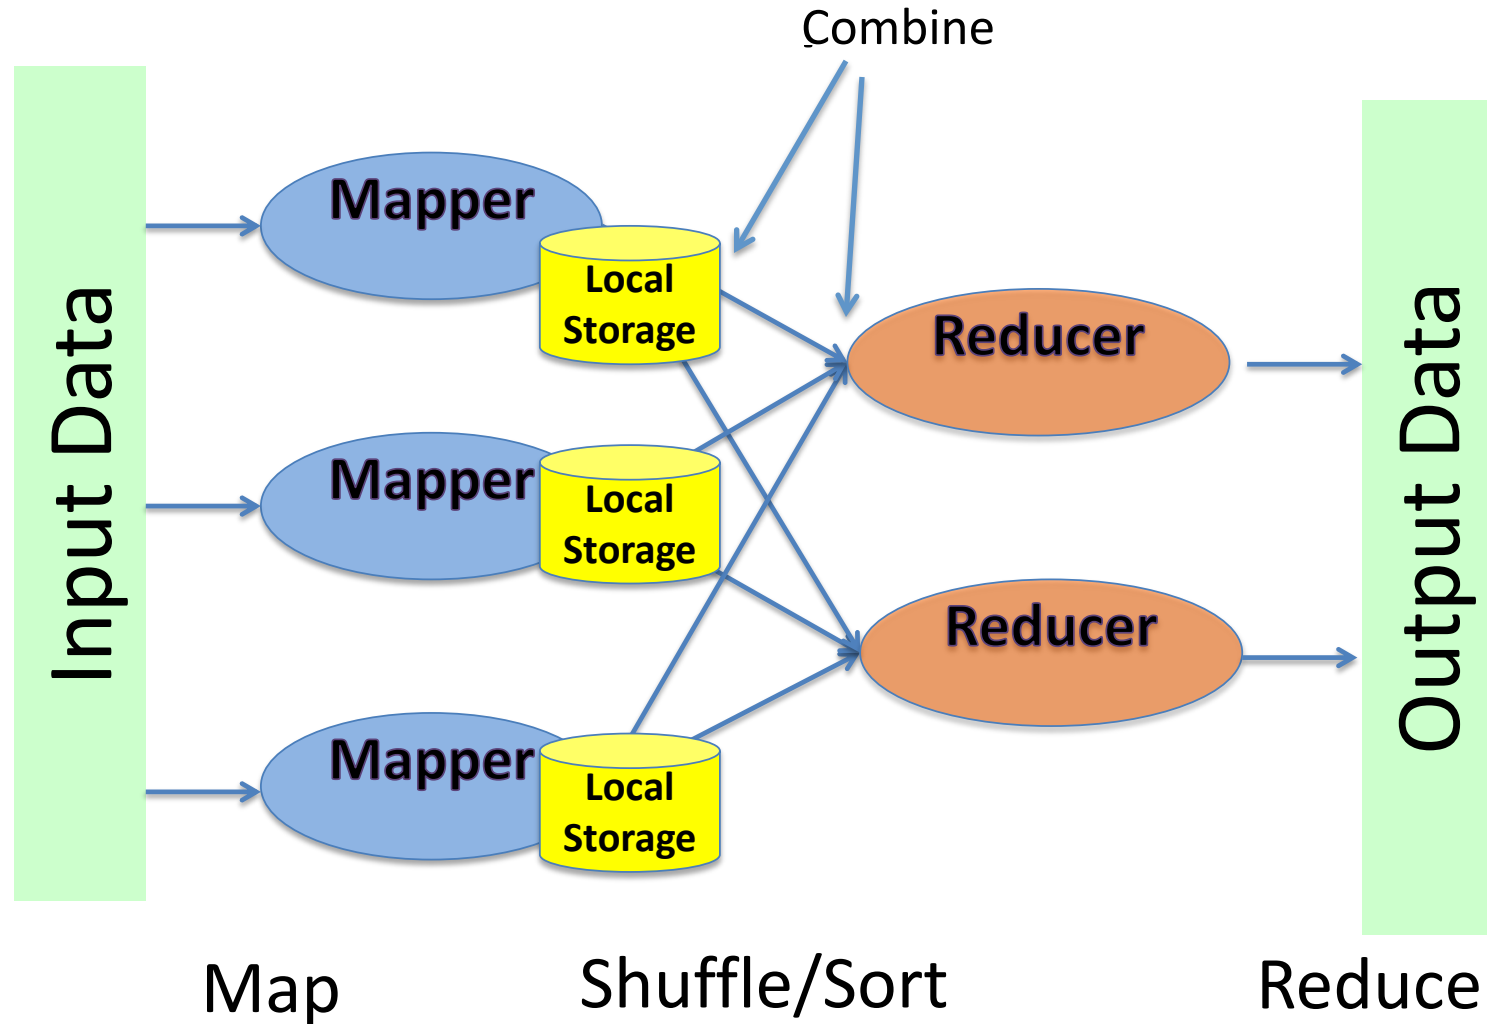 Combine
Input Data
Mapper
Local
Storage
Mapper
Local
Storage
Mapper
Local
Storage
Reducer
Reducer
Output Data
Map
Shuffle/Sort
Reduce